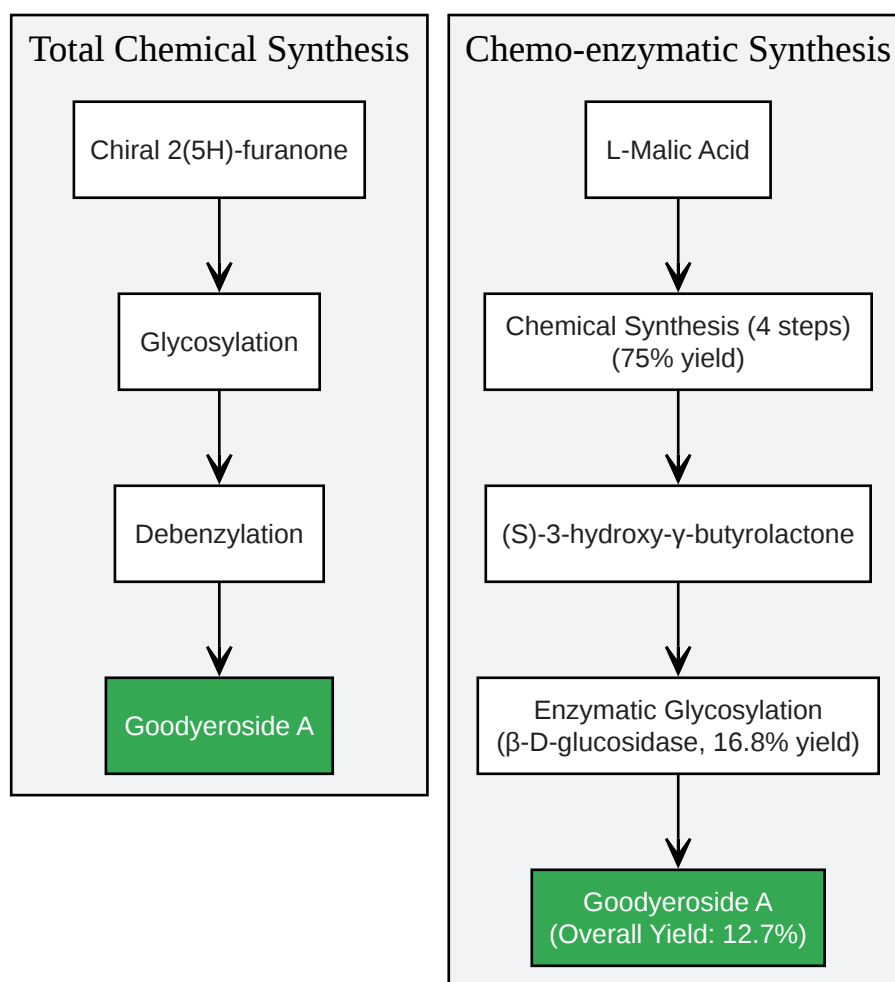 Total Chemical Synthesis
Chiral 2(5H)-furanone
Glycosylation
Debenzylation
Goodyeroside A
Chemo-enzymatic Synthesis
L-Malic Acid
Chemical Synthesis (4 steps)
(75% yield)
(S)-3-hydroxy-γ-butyrolactone
Enzymatic Glycosylation
(β-D-glucosidase, 16.8% yield)
Goodyeroside A
(Overall Yield: 12.7%)